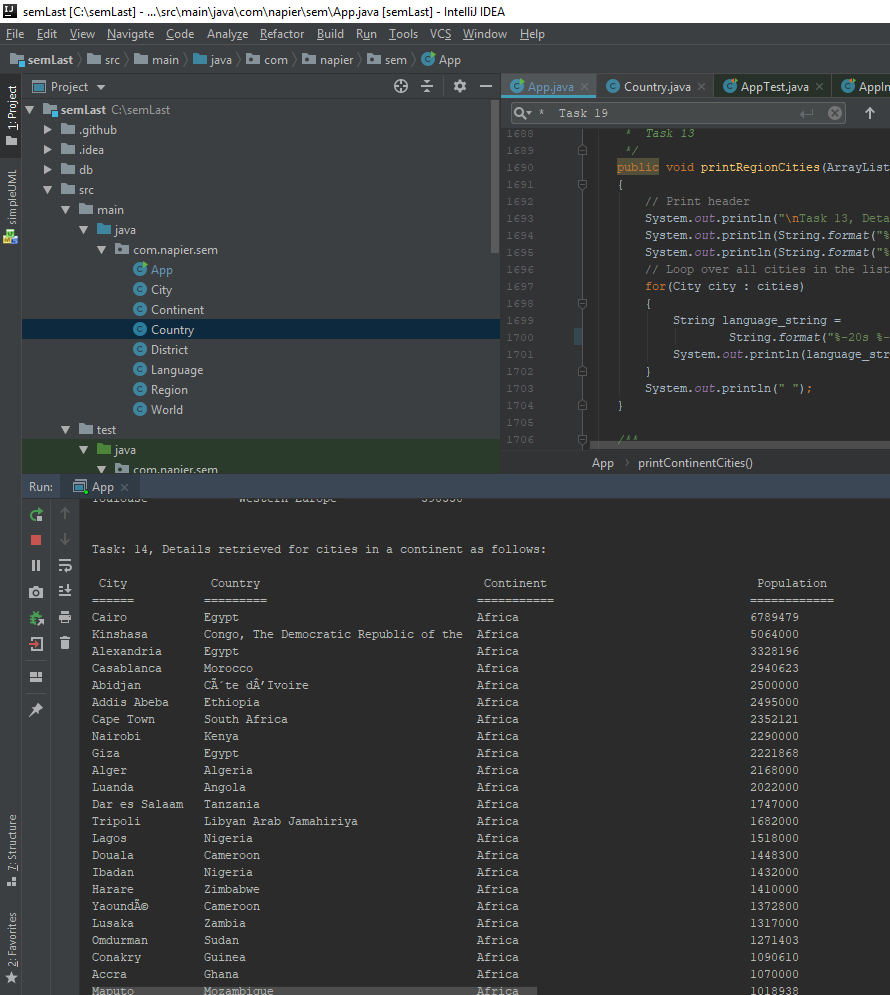 semLast [C:\semLast] - ...\src\main\java\com\napier\sem\App.java [semLast] - IntelliJ IDEA
File Edit View Navigate Code Analyze Refactor Build Run Tools VCS Window Help
semLast src main java com napier sem App
1: Project
simpleUML
7: Structure
2: Favorites
Project
semLast C:\semLast
.github
.idea
db
src
main
java
com.napier.sem
App
City
Continent
Country
District
Language
Region
World
test
java
com.napier.sem
App.java Country.java AppTest.java AppIn
* Task 19
1688 * Task 13
1689 */
1690 public void printRegionCities(ArrayList
1691 {
1692 // Print header
1693 System.out.println("\nTask 13, Deta
1694 System.out.println(String.format("%
1695 System.out.println(String.format("%
1696 // Loop over all cities in the list
1697 for(City city : cities)
1698 {
1699 String language_string =
1700 String.format("%-20s %-
1701 System.out.println(language_str
1702 }
1703 System.out.println(" ");
1704 }
1705
1706 /**
App printContinentCities()
Run: App
Toulouse Western Europe 390350
Task: 14, Details retrieved for cities in a continent as follows:
City Country Continent Population
====== ========= =========== ============
Cairo Egypt Africa 6789479
Kinshasa Congo, The Democratic Republic of the Africa 5064000
Alexandria Egypt Africa 3328196
Casablanca Morocco Africa 2940623
Abidjan CÃ´te dÂ’Ivoire Africa 2500000
Addis Abeba Ethiopia Africa 2495000
Cape Town South Africa Africa 2352121
Nairobi Kenya Africa 2290000
Giza Egypt Africa 2221868
Alger Algeria Africa 2168000
Luanda Angola Africa 2022000
Dar es Salaam Tanzania Africa 1747000
Tripoli Libyan Arab Jamahiriya Africa 1682000
Lagos Nigeria Africa 1518000
Douala Cameroon Africa 1448300
Ibadan Nigeria Africa 1432000
Harare Zimbabwe Africa 1410000
YaoundÃ© Cameroon Africa 1372800
Lusaka Zambia Africa 1317000
Omdurman Sudan Africa 1271403
Conakry Guinea Africa 1090610
Accra Ghana Africa 1070000
Maputo Mozambique Africa 1018938